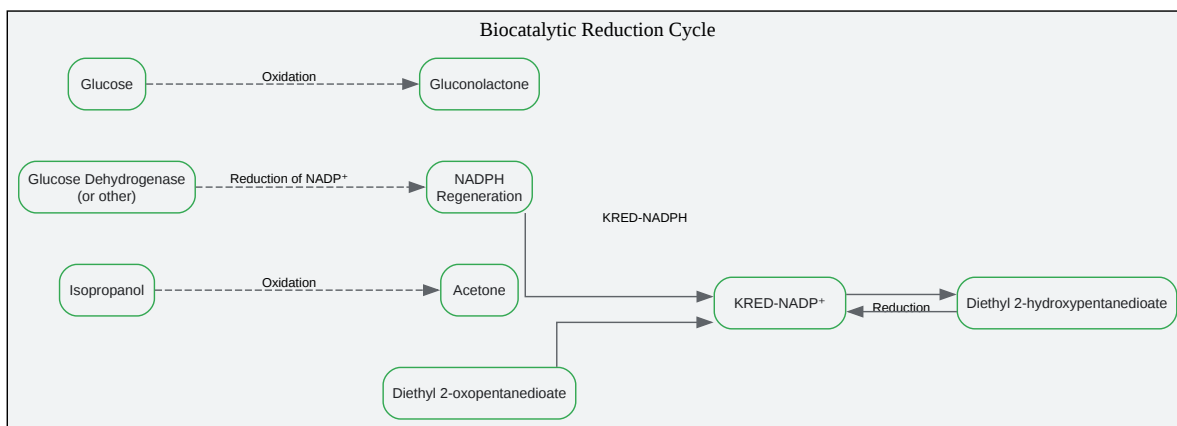 Biocatalytic Reduction Cycle
Glucose
Oxidation
Gluconolactone
Glucose Dehydrogenase
(or other)
Reduction of NADP⁺
NADPH
Regeneration
KRED-NADPH
Isopropanol
Oxidation
Acetone
KRED-NADP⁺
Reduction
Diethyl 2-hydroxypentanedioate
Diethyl 2-oxopentanedioate